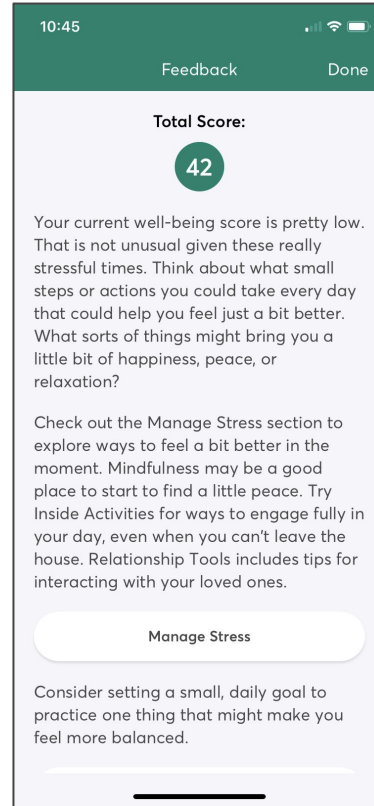 10:45
Feedback
Done
Total Score:
42
Your current well-being score is pretty low.
That is not unusual given these really
stressful times. Think about what small
steps or actions you could take every day
that could help you feel just a bit better.
What sorts of things might bring you a
little bit of happiness, peace, or
relaxation?
Check out the Manage Stress section to
explore ways to feel a bit better in the
moment. Mindfulness may be a good
place to start to find a little peace. Try
Inside Activities for ways to engage fully in
your day, even when you can't leave the
house. Relationship Tools includes tips for
interacting with your loved ones.
Manage Stress
Consider setting a small, daily goal to
practice one thing that might make you
feel more balanced.